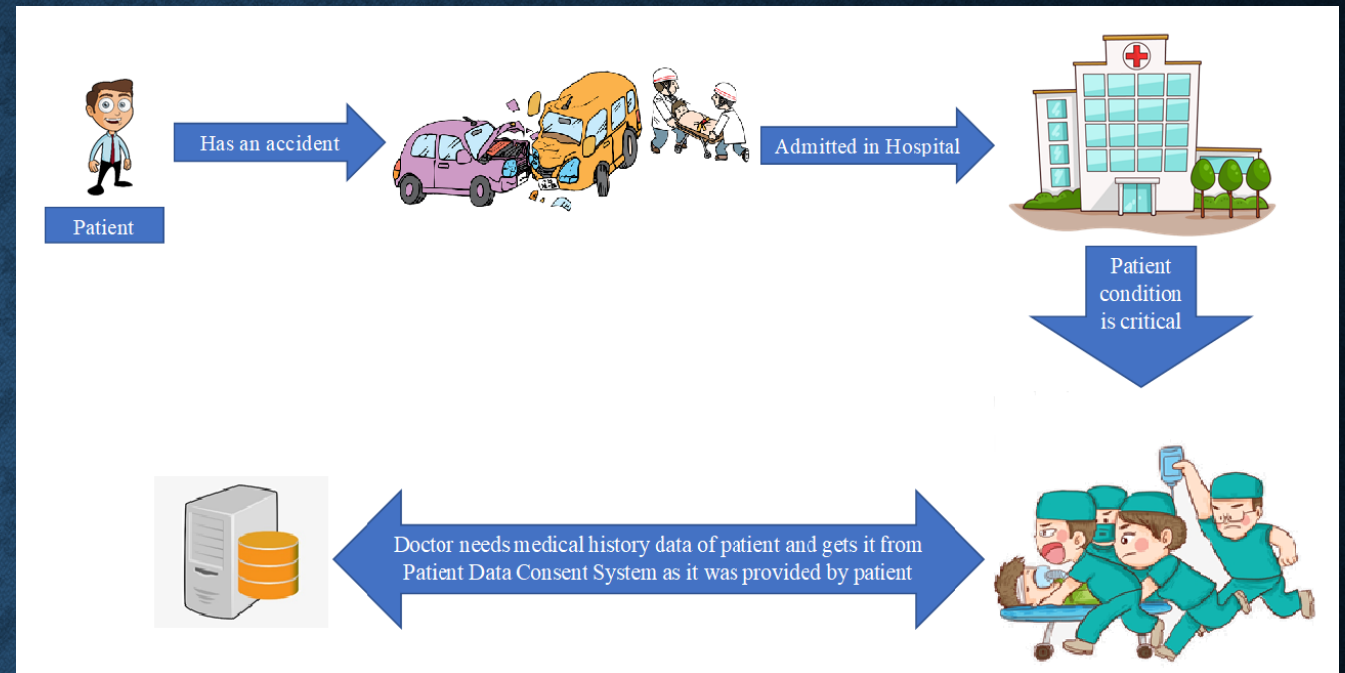 Has an accident
Admitted in Hospital
Patient
Patient
condition
is critical
Doctor needs medical history data of patient and gets it from
Patient Data Consent System as it was provided by patient